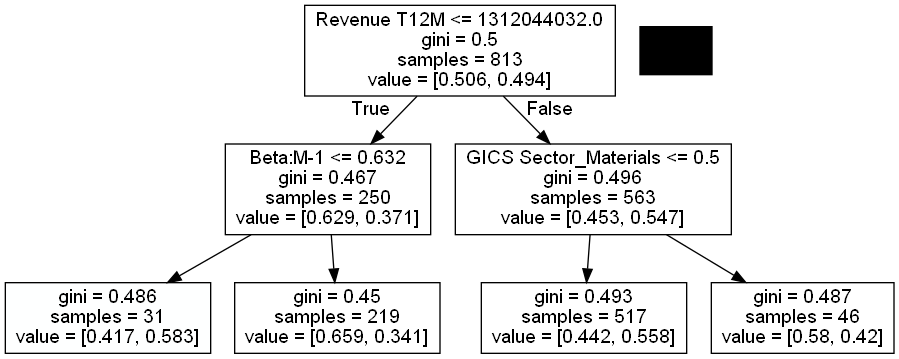 Revenue T12M <= 1312044032.0
gini = 0.5
samples = 813
value = [0.506, 0.494]
True
False
Beta:M-1 <= 0.632
gini = 0.467
samples = 250
value = [0.629, 0.371]
GICS Sector_Materials <= 0.5
gini = 0.496
samples = 563
value = [0.453, 0.547]
gini = 0.486
samples = 31
value = [0.417, 0.583]
gini = 0.45
samples = 219
value = [0.659, 0.341]
gini = 0.493
samples = 517
value = [0.442, 0.558]
gini = 0.487
samples = 46
value = [0.58, 0.42]